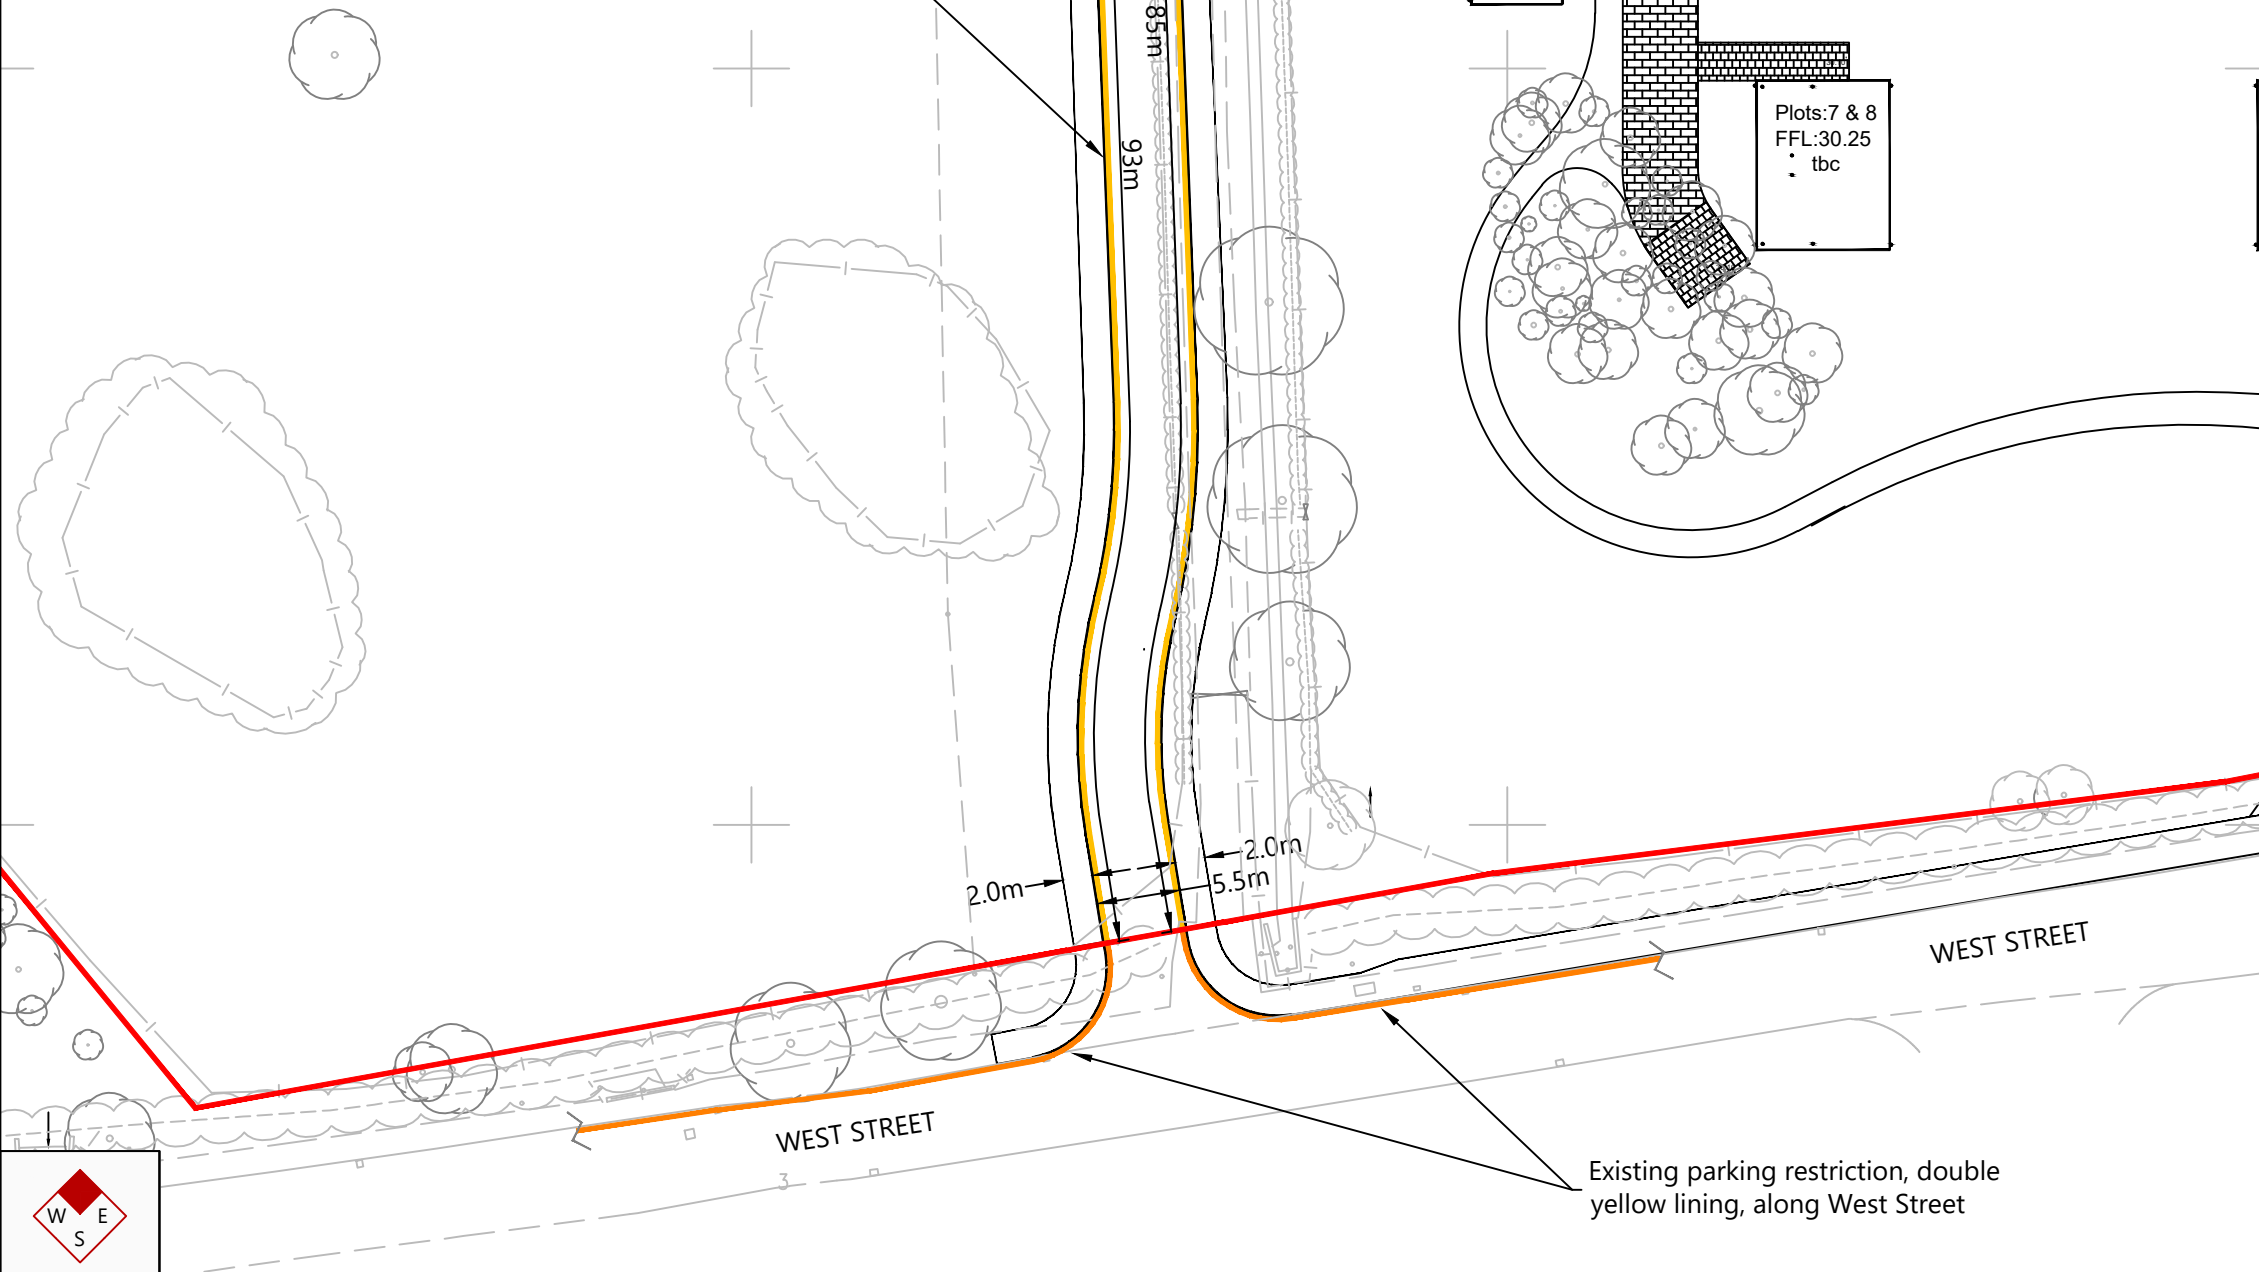 85m
93m
Plots:7 & 8
FFL:30.25
tbc
2.0m
5.5m
2.0m
WEST STREET
WEST STREET
3
Existing parking restriction, double
yellow lining, along West Street
W E
S